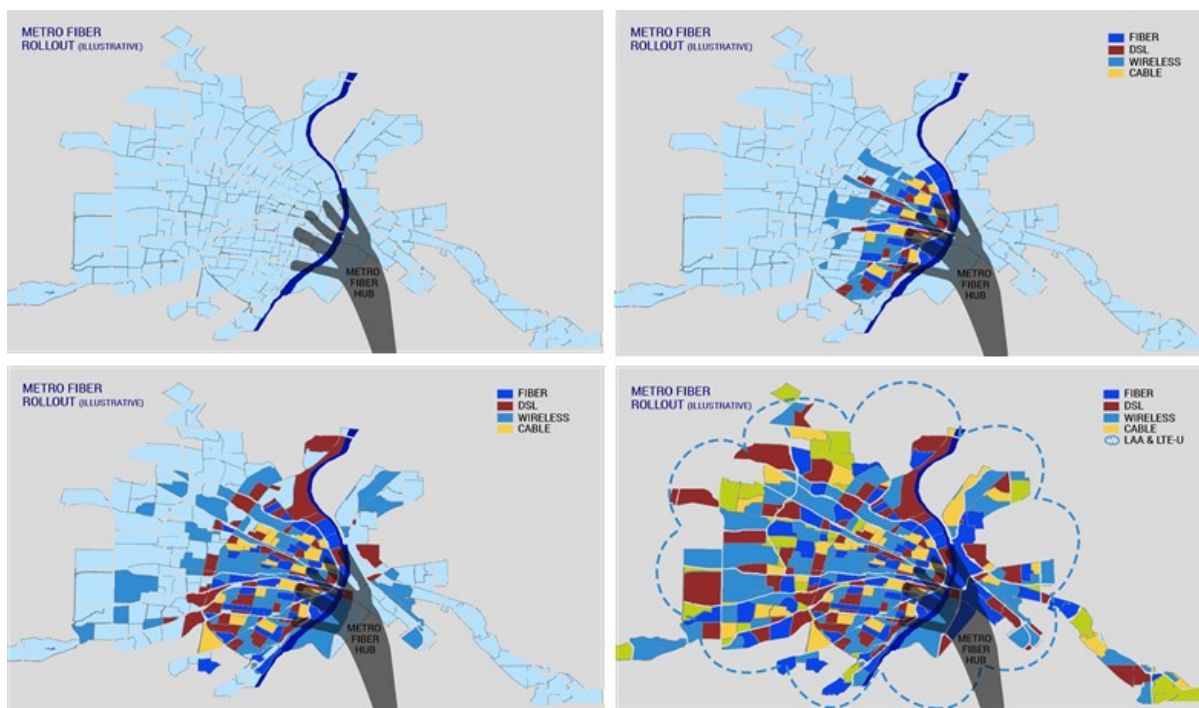 METRO FIBER
ROLLOUT (ILLUSTRATIVE)
METRO
FIBER
HUB
METRO FIBER
ROLLOUT (ILLUSTRATIVE)
FIBER
DSL
WIRELESS
CABLE
METRO
FIBER
HUB
METRO FIBER
ROLLOUT (ILLUSTRATIVE)
FIBER
DSL
WIRELESS
CABLE
METRO
FIBER
HUB
METRO FIBER
ROLLOUT (ILLUSTRATIVE)
FIBER
DSL
WIRELESS
CABLE
LAA & LTE-U
METRO
FIBER
HUB